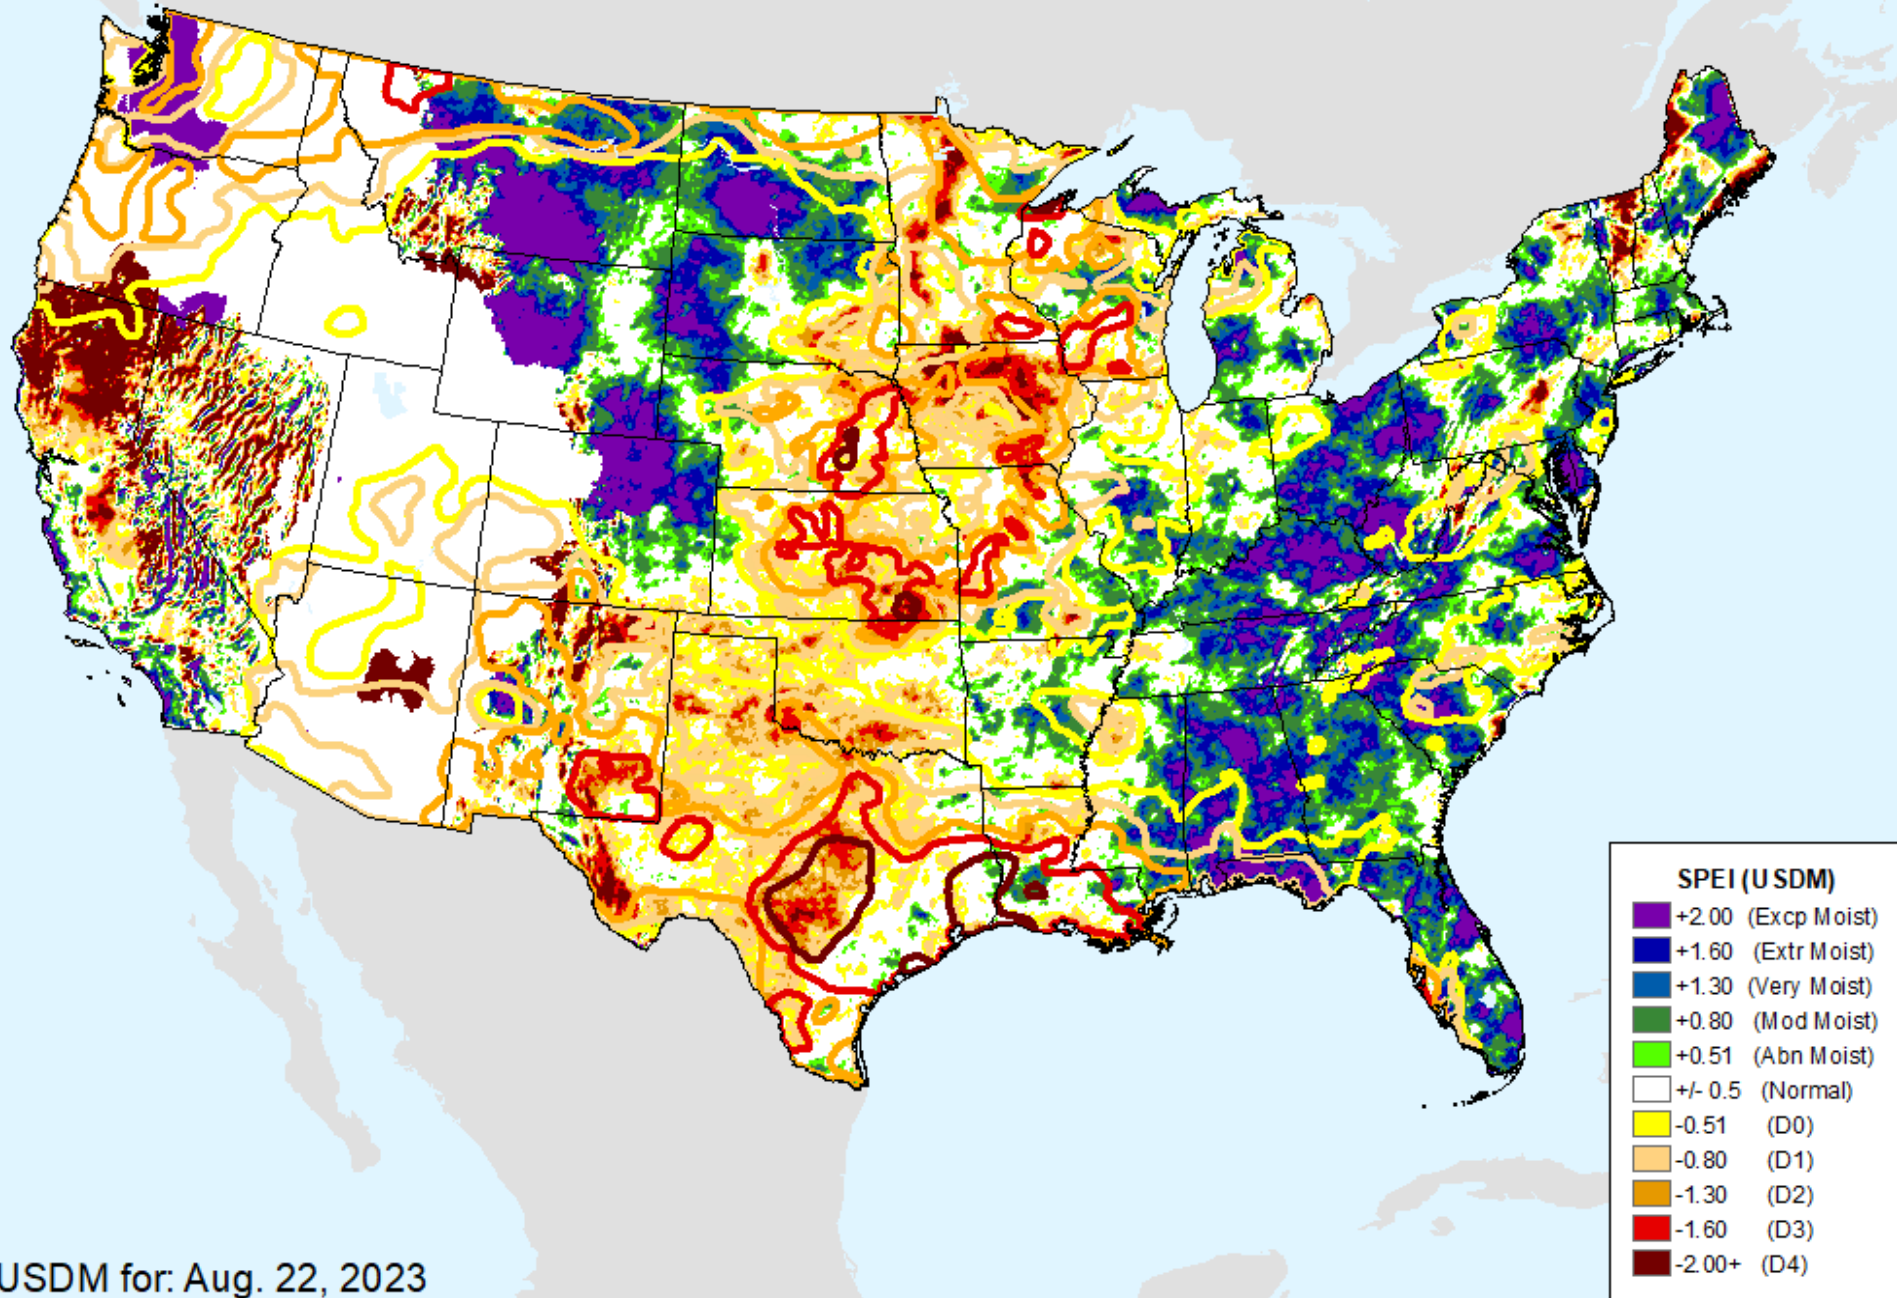 SPEI (USDM)
+2.00 (Excp Moist)
+1.60 (Extr Moist)
+1.30 (Very Moist)
+0.80 (Mod Moist)
+0.51 (Abn Moist)
+/- 0.5 (Normal)
-0.51 (D0)
-0.80 (D1)
-1.30 (D2)
-1.60 (D3)
-2.00+ (D4)
USDM for: Aug. 22, 2023